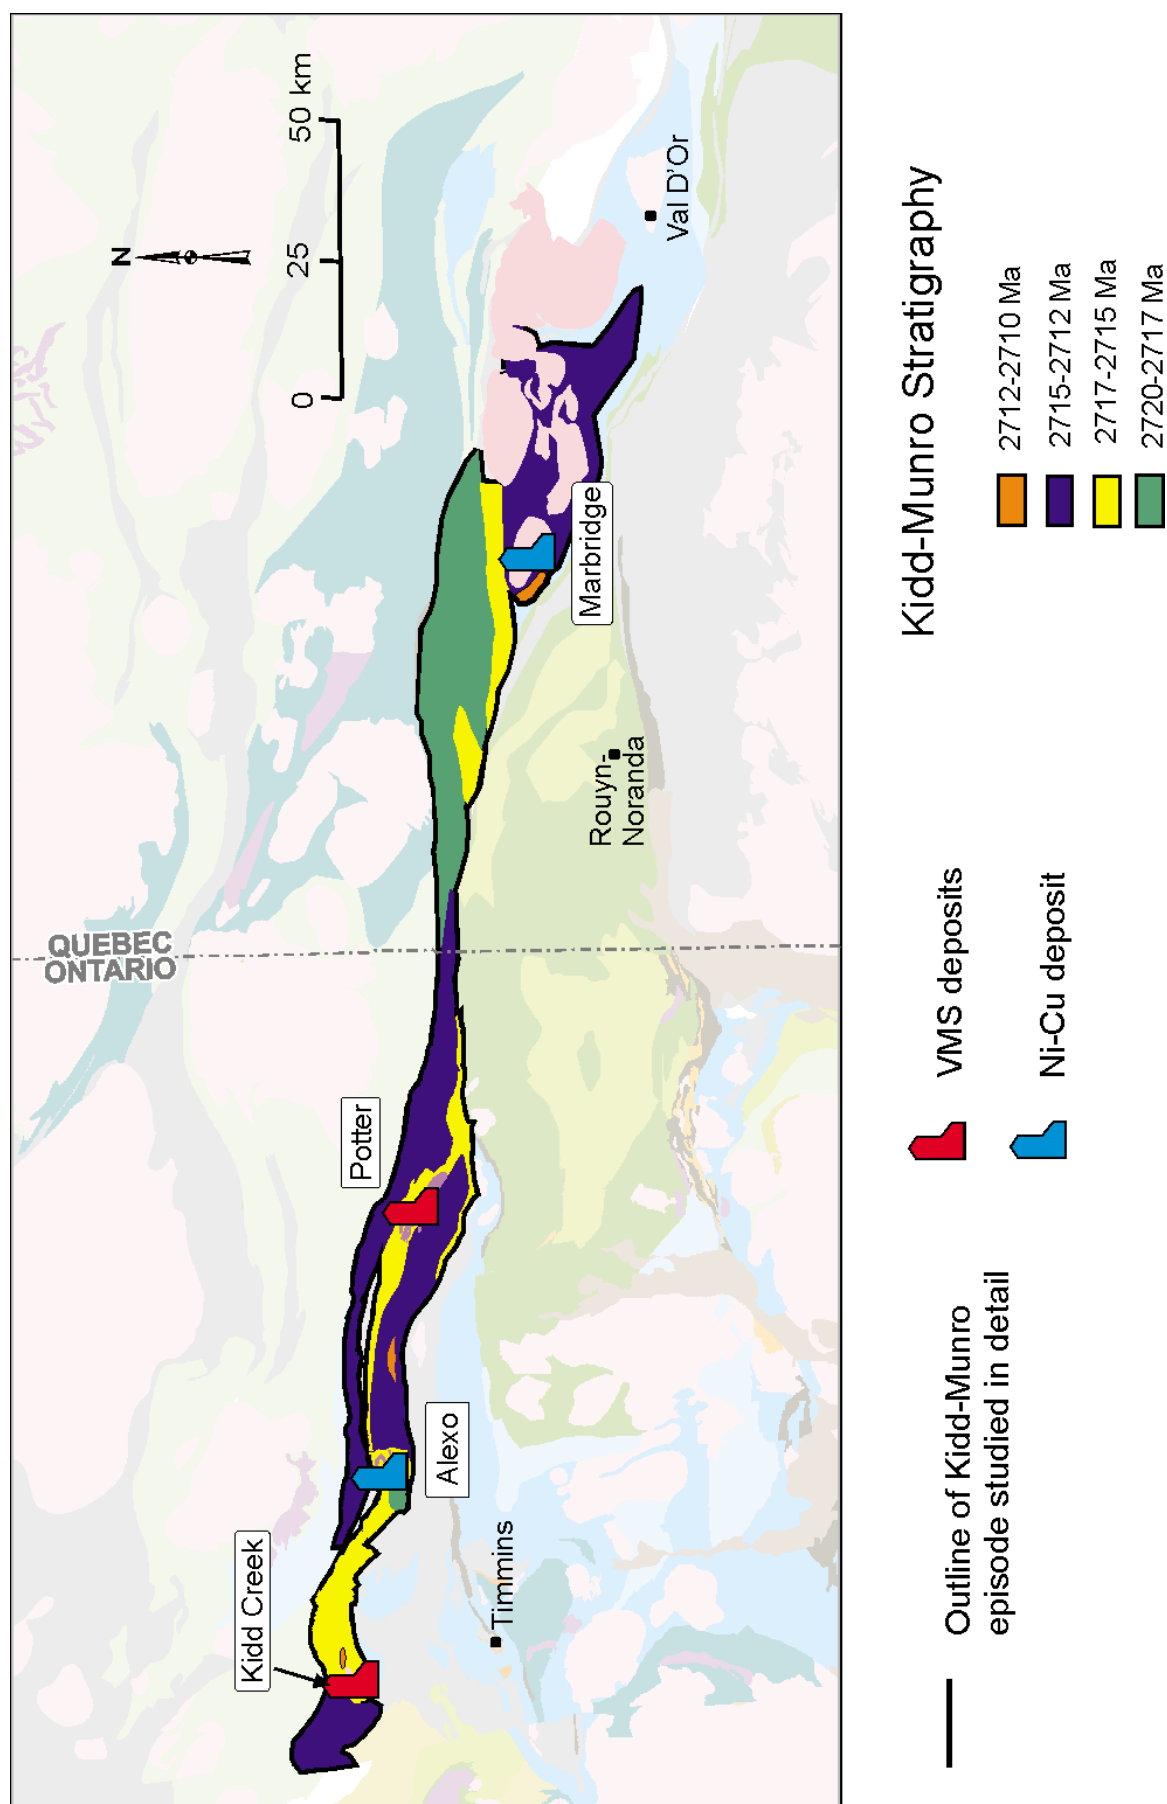 N
0 25 50 km
QUEBEC
ONTARIO
Kidd Creek
Potter
Alexo
Timmins
Marbridge
Rouyn-
Noranda
Val D'Or
Kidd-Munro Stratigraphy
Outline of Kidd-Munro
episode studied in detail
VMS deposits
Ni-Cu deposit
2712-2710 Ma
2715-2712 Ma
2717-2715 Ma
2720-2717 Ma